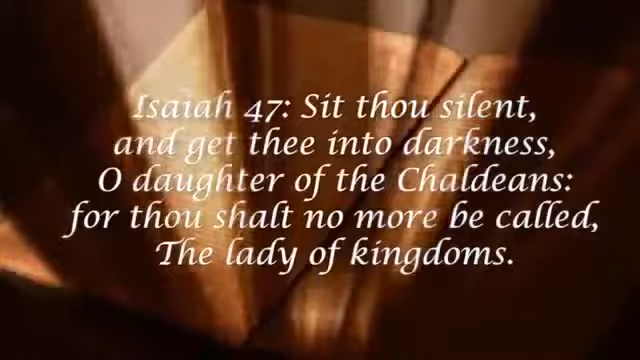 Isaiah 47: Sit thou silent,
and get thee into darkness,
O daughter of the Chaldeans:
for thou shalt no more be called,
The lady of kingdoms.